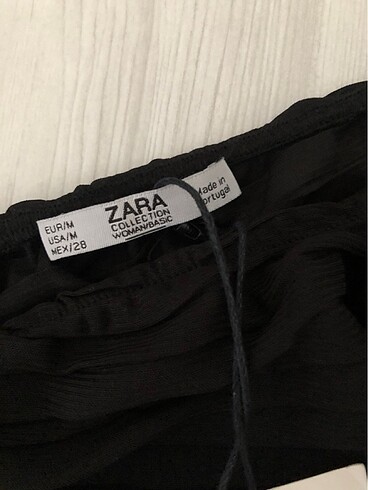 EUR/M
USA/M
MEX/28
ZARA
COLLECTION
WOMAN/BASIC
Made in
Portugal